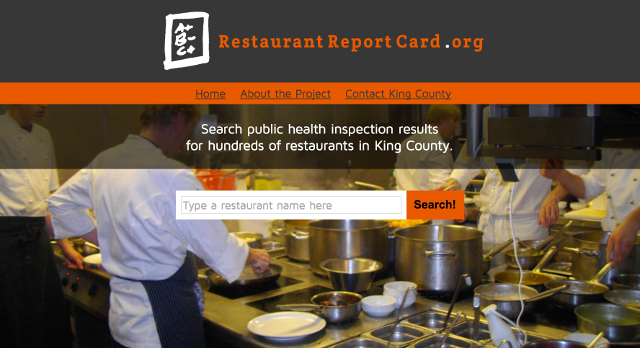 A+
B-
C+
Restaurant Report Card .org
Home About the Project Contact King County
Search public health inspection results
for hundreds of restaurants in King County.
Type a restaurant name here Search!